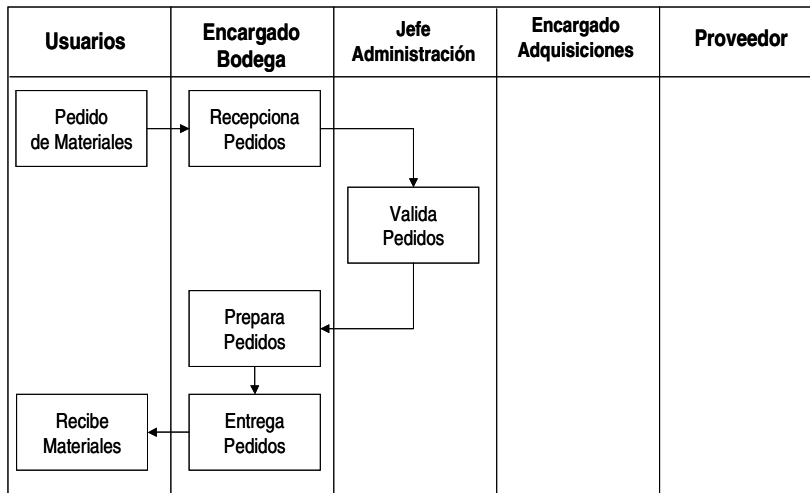 Usuarios
Encargado
Bodega
Jefe
Administración
Encargado
Adquisiciones
Proveedor
Pedido
de Materiales
Recepciona
Pedidos
Valida
Pedidos
Prepara
Pedidos
Recibe
Materiales
Entrega
Pedidos